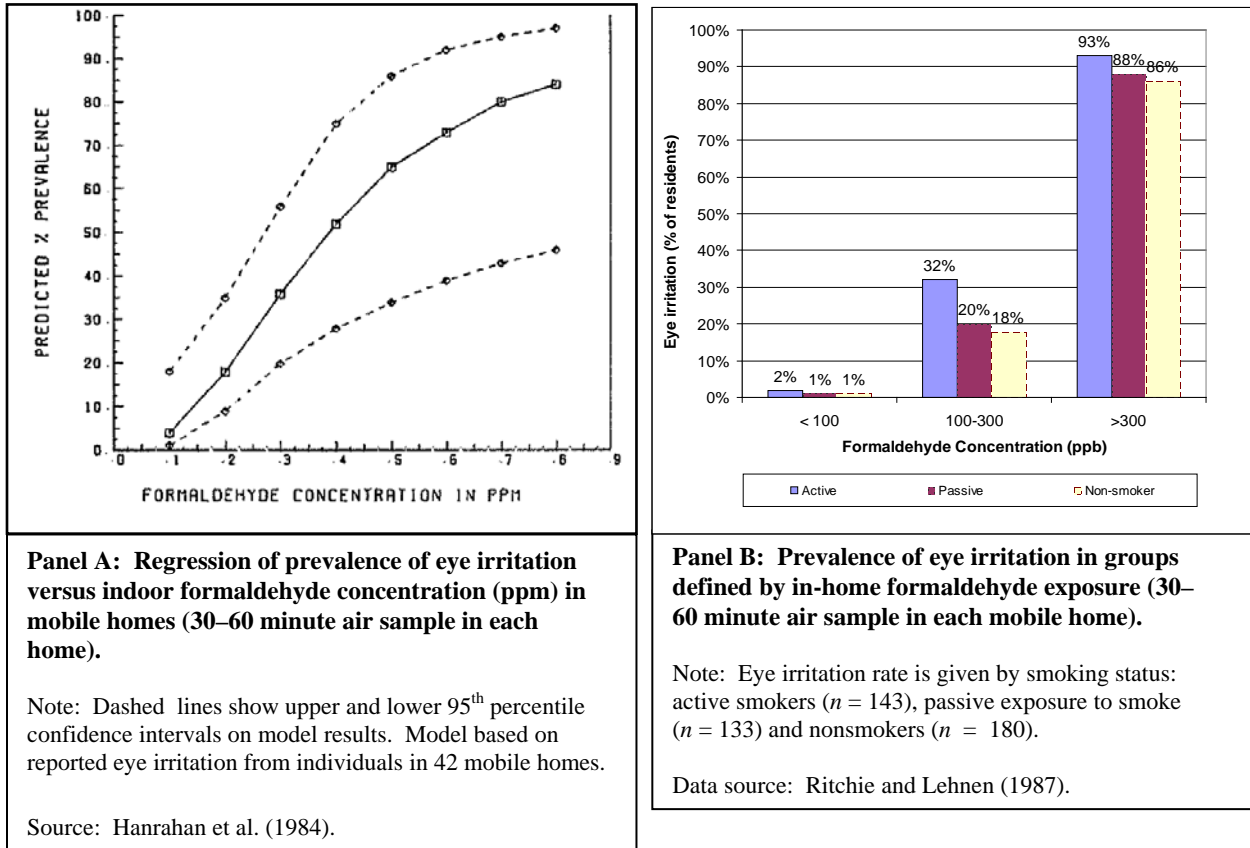 100
90.
80.
70.
60.
50.
40.
30.
20.
10.
0.
PREDICTED % PREVALENCE
.0 .1 .2 .3 .4 .5 .6 .7 .8 .9
FORMALDEHYDE CONCENTRATION IN PPM
Panel A: Regression of prevalence of eye irritation
versus indoor formaldehyde concentration (ppm) in
mobile homes (30–60 minute air sample in each
home).
Note: Dashed lines show upper and lower 95th percentile
confidence intervals on model results. Model based on
reported eye irritation from individuals in 42 mobile homes.
Source: Hanrahan et al. (1984).
100%
90%
80%
70%
60%
50%
40%
30%
20%
10%
0%
Eye irritation (% of residents)
2% 1% 1%
32% 20% 18%
93% 88% 86%
< 100 100-300 >300
Formaldehyde Concentration (ppb)
Active Passive Non-smoker
Panel B: Prevalence of eye irritation in groups
defined by in-home formaldehyde exposure (30–
60 minute air sample in each mobile home).
Note: Eye irritation rate is given by smoking status:
active smokers (n = 143), passive exposure to smoke
(n = 133) and nonsmokers (n = 180).
Data source: Ritchie and Lehnen (1987).